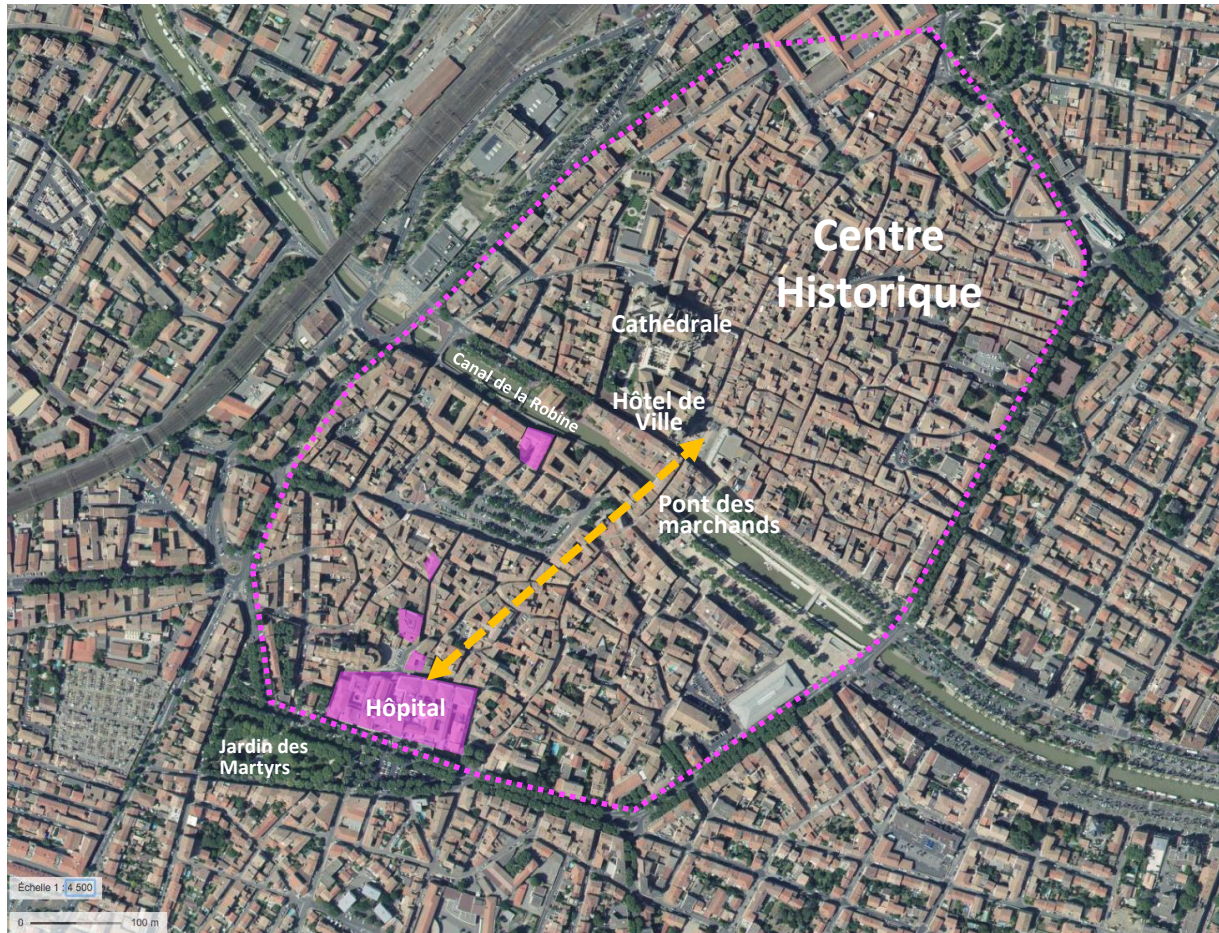 Centre
Historique
Cathédrale
Canal de la Robine
Hôtel de
Ville
Pont des
marchands
Hôpital
Jardin des
Martyrs
Échelle 1 : 4 500
0 100 m